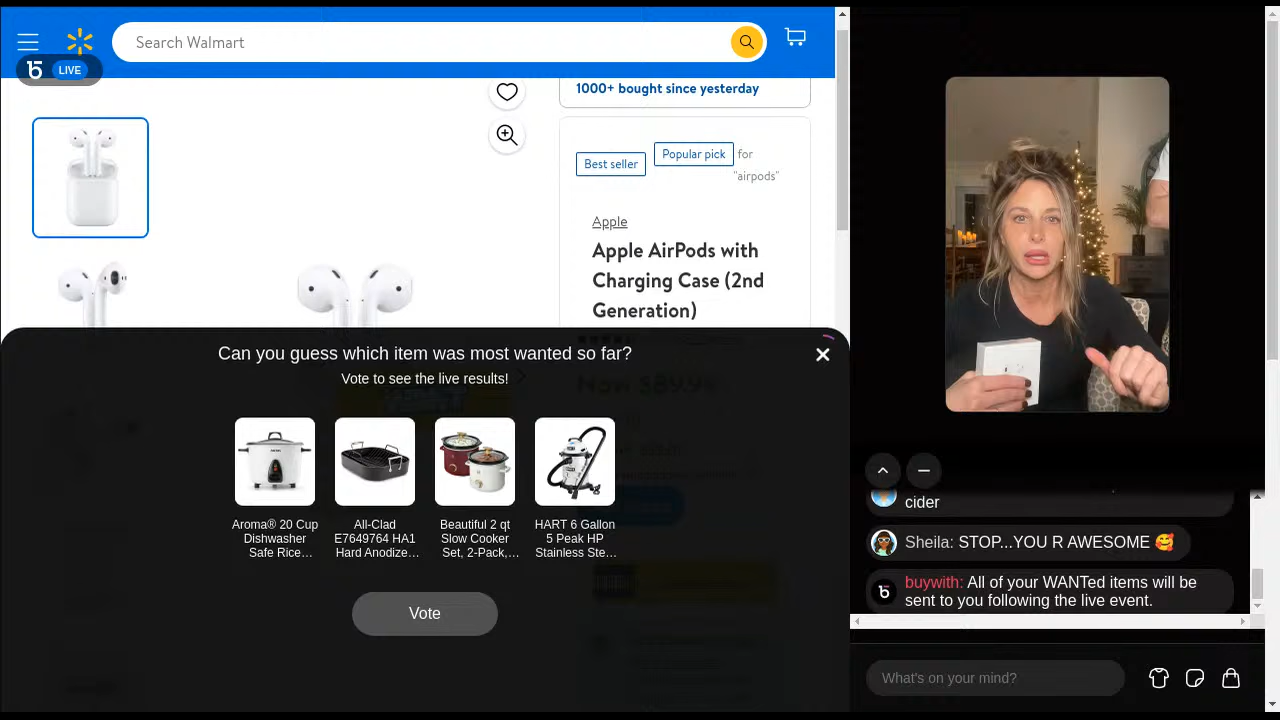 Search Walmart
LIVE
1000+ bought since yesterday
Best seller
Popular pick
for
"airpods"
Apple
Apple AirPods with
Charging Case (2nd
Generation)
Can you guess which item was most wanted so far?
Vote to see the live results!
Aroma® 20 Cup
Dishwasher
Safe Rice…
All-Clad
E7649764 HA1
Hard Anodize…
Beautiful 2 qt
Slow Cooker
Set, 2-Pack,…
HART 6 Gallon
5 Peak HP
Stainless Ste…
Vote
cider
Sheila: STOP...YOU R AWESOME 🥰
buywith: All of your WANTed items will be
sent to you following the live event.
What's on your mind?